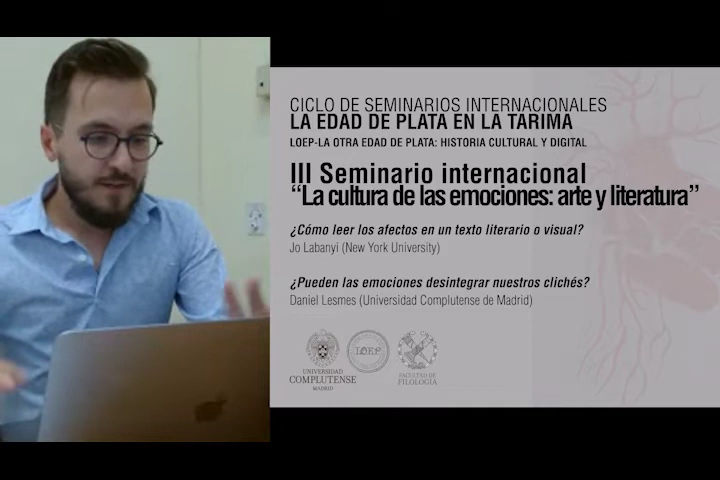 CICLO DE SEMINARIOS INTERNACIONALES
LA EDAD DE PLATA EN LA TARIMA
LOEP-LA OTRA EDAD DE PLATA: HISTORIA CULTURAL Y DIGITAL
III Seminario internacional
“La cultura de las emociones: arte y literatura”
¿Cómo leer los afectos en un texto literario o visual?
Jo Labanyi (New York University)
¿Pueden las emociones desintegrar nuestros clichés?
Daniel Lesmes (Universidad Complutense de Madrid)
LOEP
UNIVERSIDAD
COMPLUTENSE
MADRID
FACULTAD DE
FILOLOGÍA